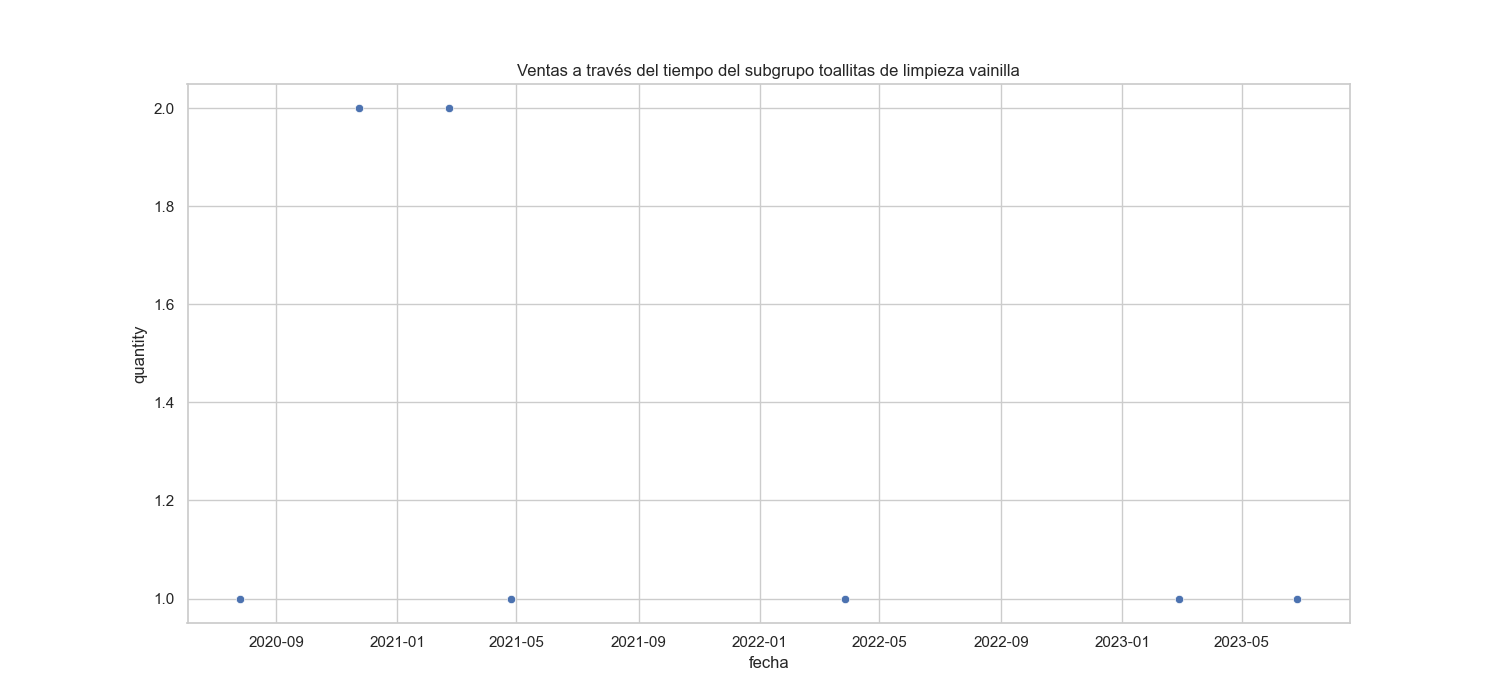 Ventas a través del tiempo del subgrupo toallitas de limpieza vainilla
2.0
1.8
1.6
1.4
1.2
1.0
quantity
2020-09 2021-01 2021-05 2021-09 2022-01 2022-05 2022-09 2023-01 2023-05
fecha